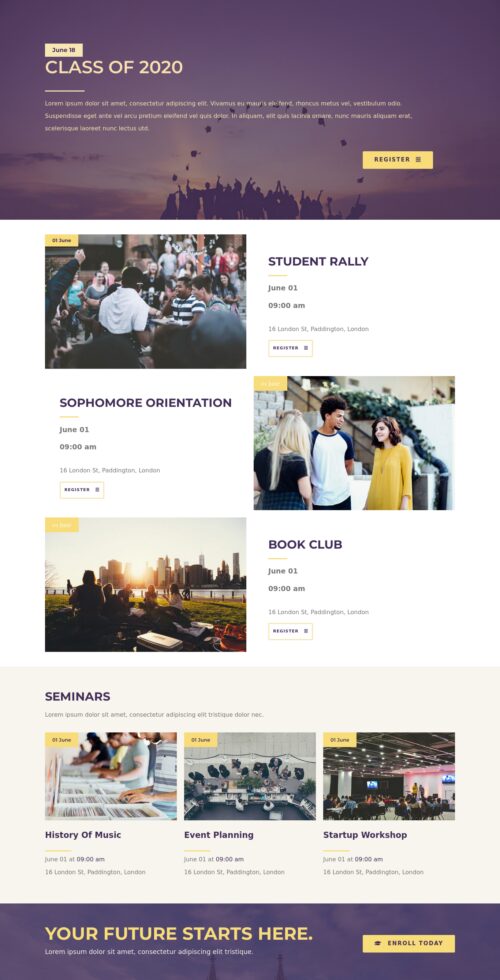 June 18
CLASS OF 2020
Lorem ipsum dolor sit amet, consectetur adipiscing elit. Vivamus eu mauris eleifend, rhoncus metus vel, vestibulum odio.
Suspendisse eget ante vel arcu pretium eleifend vel quis dolor. In aliquam, elit quis lacinia ornare, nunc mauris aliquam erat,
scelerisque laoreet nunc lectus utd.
REGISTER
01 June
STUDENT RALLY
June 01
09:00 am
16 London St, Paddington, London
REGISTER
SOPHOMORE ORIENTATION
June 01
09:00 am
16 London St, Paddington, London
REGISTER
BOOK CLUB
June 01
09:00 am
16 London St, Paddington, London
REGISTER
SEMINARS
Lorem ipsum dolor sit amet, consectetur adipiscing elit tristique dolor nec.
01 June
History Of Music
June 01 at 09:00 am
16 London St, Paddington, London
01 June
Event Planning
June 01 at 09:00 am
16 London St, Paddington, London
01 June
Startup Workshop
June 01 at 09:00 am
16 London St, Paddington, London
YOUR FUTURE STARTS HERE.
Lorem ipsum dolor sit amet, consectetur adipiscing elit tristique.
ENROLL TODAY